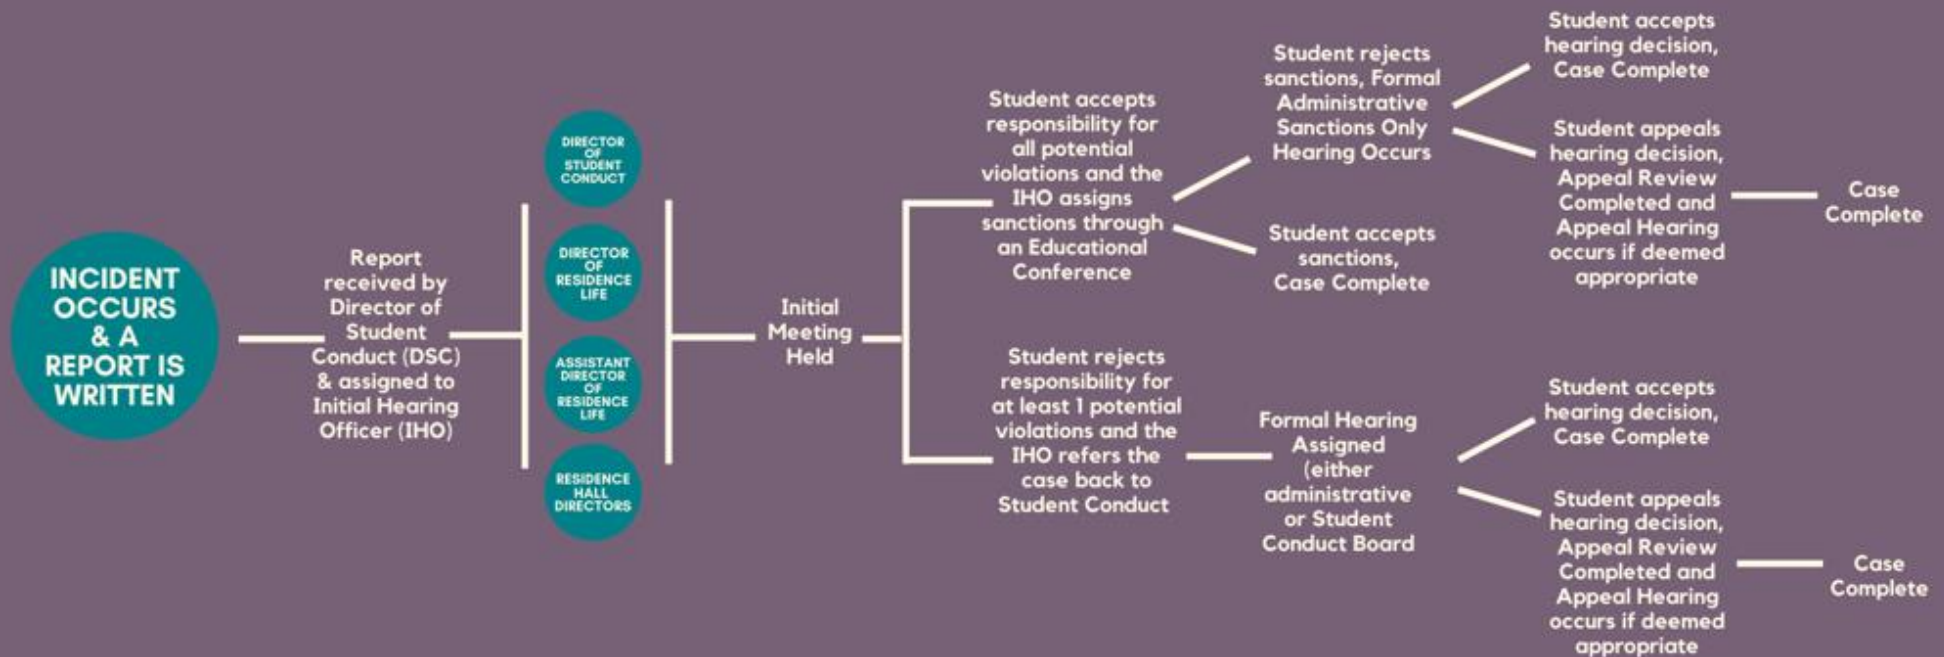 INCIDENT
OCCURS
& A
REPORT IS
WRITTEN
Report
received by
Director of
Student
Conduct (DSC)
& assigned to
Initial Hearing
Officer (IHO)
DIRECTOR
OF
STUDENT
CONDUCT
DIRECTOR
OF
RESIDENCE
LIFE
ASSISTANT
DIRECTOR
OF
RESIDENCE
LIFE
RESIDENCE
HALL
DIRECTORS
Initial
Meeting
Held
Student accepts
responsibility for
all potential
violations and the
IHO assigns
sanctions through
an Educational
Conference
Student rejects
sanctions, Formal
Administrative
Sanctions Only
Hearing Occurs
Student accepts
hearing decision,
Case Complete
Student appeals
hearing decision,
Appeal Review
Completed and
Appeal Hearing
occurs if deemed
appropriate
Case
Complete
Student accepts
sanctions,
Case Complete
Student rejects
responsibility for
at least 1 potential
violations and the
IHO refers the
case back to
Student Conduct
Formal Hearing
Assigned
(either
administrative
or Student
Conduct Board
Student accepts
hearing decision,
Case Complete
Student appeals
hearing decision,
Appeal Review
Completed and
Appeal Hearing
occurs if deemed
appropriate
Case
Complete